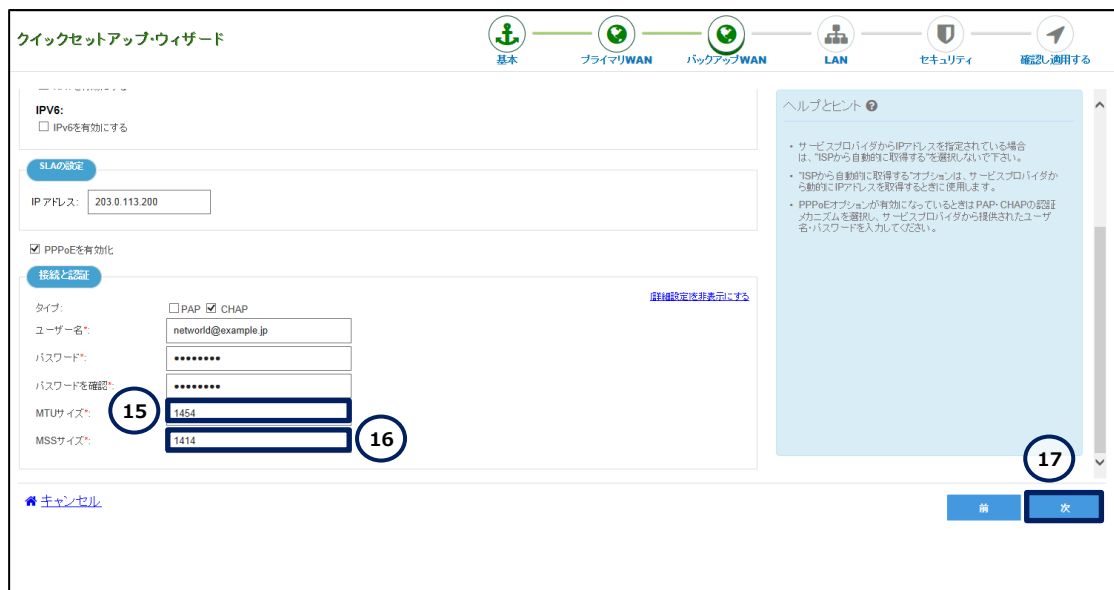 クイックセットアップ・ウィザード
基本
プライマリWAN
バックアップWAN
LAN
セキュリティ
確認し適用する
IPV6:
IPv6を有効にする
SLAの設定
IP アドレス:
203.0.113.200
PPPoEを有効化
接続と認証
[詳細設定]を非表示にする
タイプ:
PAP
CHAP
ユーザー名*:
networld@example.jp
パスワード*:
••••••••
パスワードを確認*:
••••••••
15
MTUサイズ*:
1454
MSSサイズ*:
1414
16
ヘルプとヒント
• サービスプロバイダからIPアドレスを指定されている場合
は、"ISPから自動的に取得する"を選択しないで下さい。
• "ISPから自動的に取得する"オプションは、サービスプロバイダか
ら動的にIPアドレスを取得するときに使用します。
• PPPoEオプションが有効になっているときは PAP・CHAPの認証
メカニズムを選択し、サービスプロバイダから提供されたユーザ
名・パスワードを入力してください。
17
キャンセル
前
次